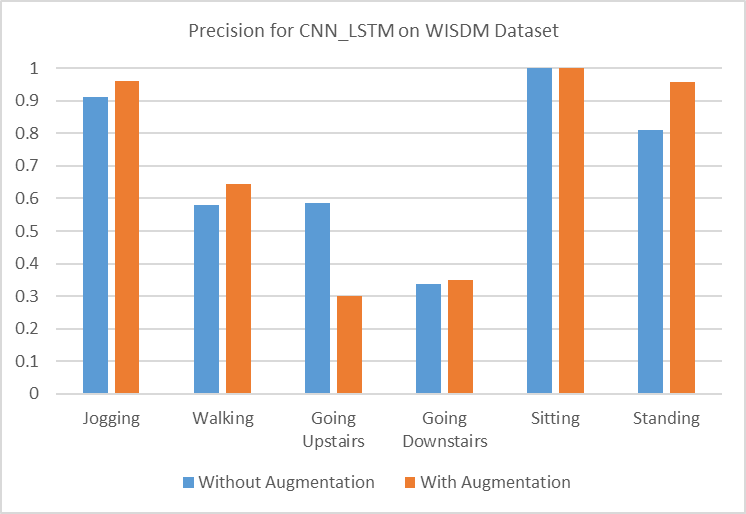 Precision for CNN_LSTM on WISDM Dataset
1
0.9
0.8
0.7
0.6
0.5
0.4
0.3
0.2
0.1
0
Jogging
Walking
Going
Upstairs
Going
Downstairs
Sitting
Standing
Without Augmentation
With Augmentation